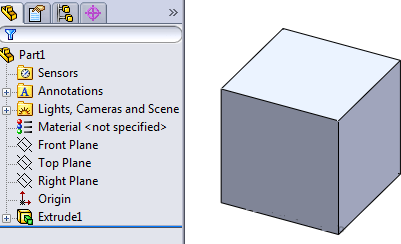 »
Part1
Sensors
A Annotations
Lights, Cameras and Scene
Material <not specified>
Front Plane
Top Plane
Right Plane
Origin
Extrude1